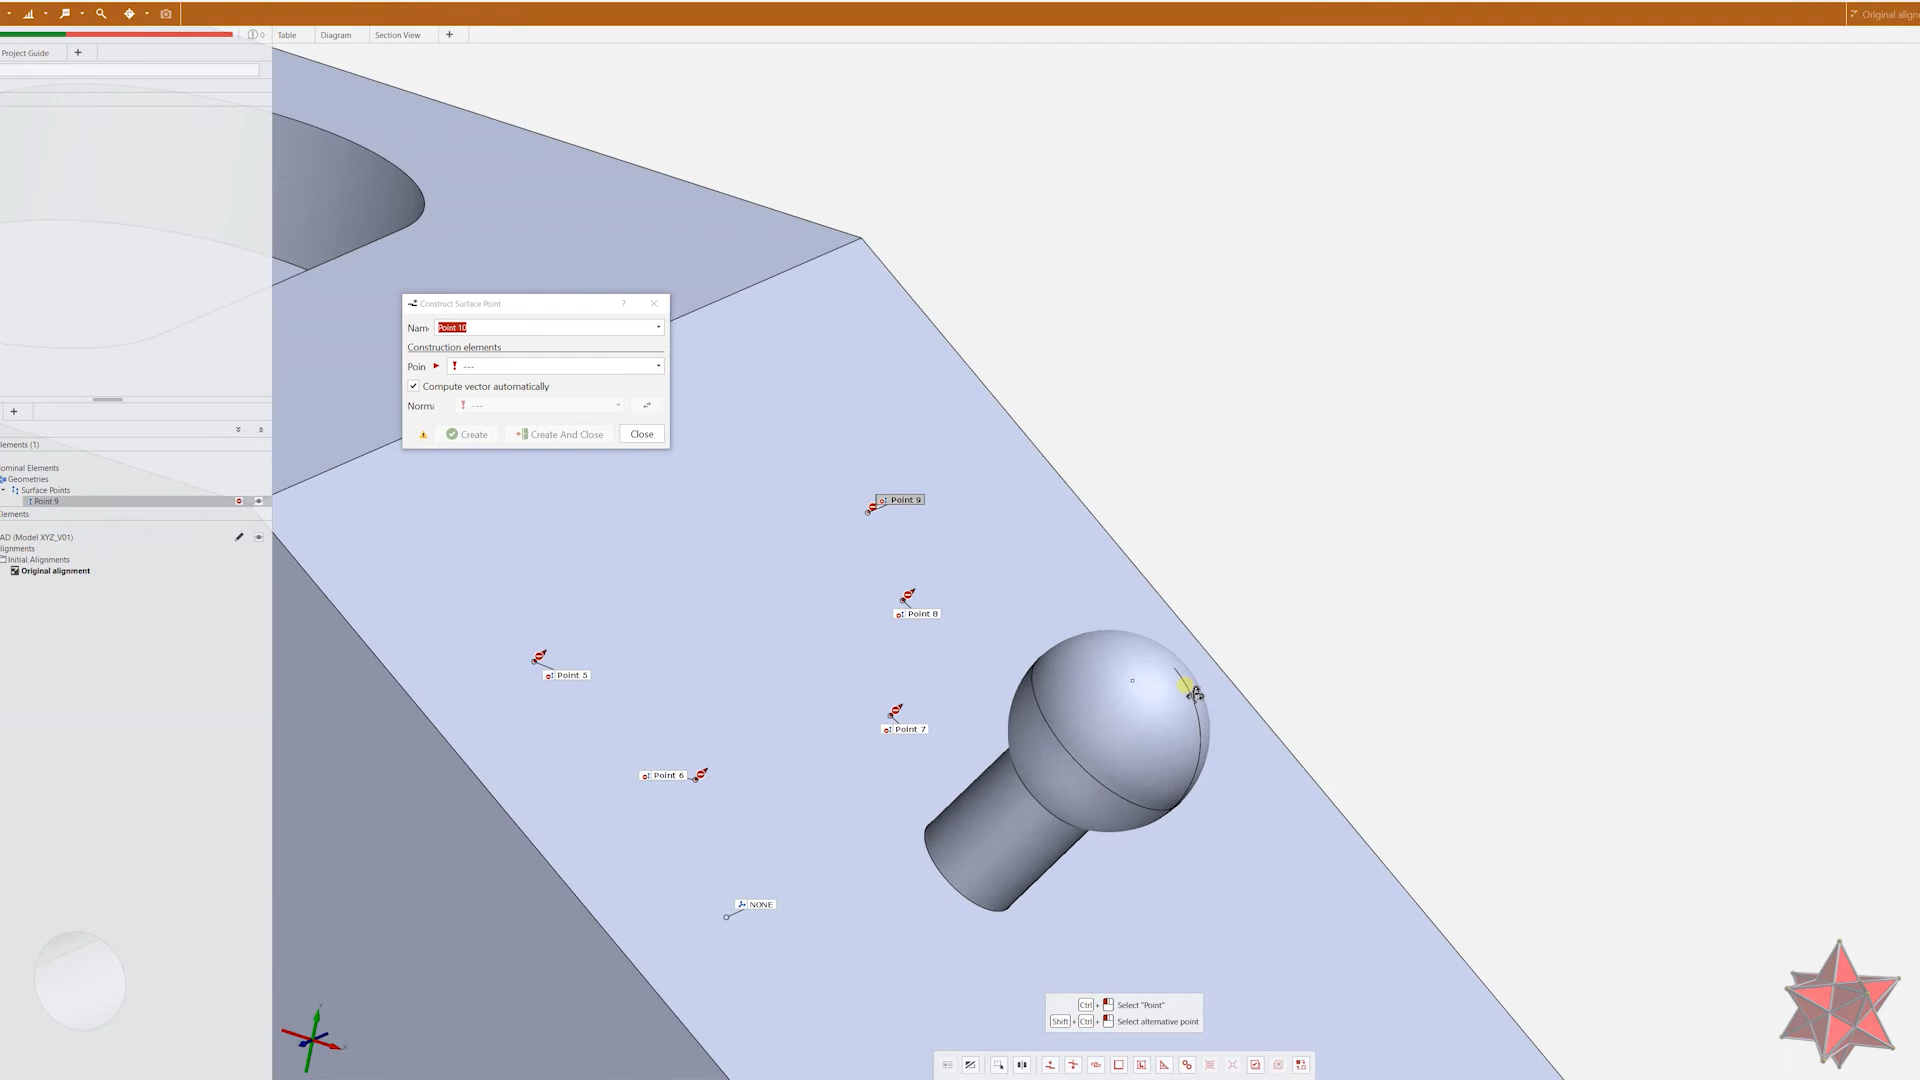 Original align
0
Table
Diagram
Section View
+
Project Guide
+
Construct Surface Point
?
Nam
Point 10
Construction elements
Poin
---
Compute vector automatically
Norma
---
Create
Create And Close
Close
+
lements (1)
ominal Elements
Geometries
Surface Points
Point 9
lements
AD (Model XYZ_V01)
lignments
Initial Alignments
Original alignment
Point 9
Point 8
Point 5
Point 7
Point 6
NONE
Ctrl + Select "Point"
Shift + Ctrl + Select alternative point
Y
X